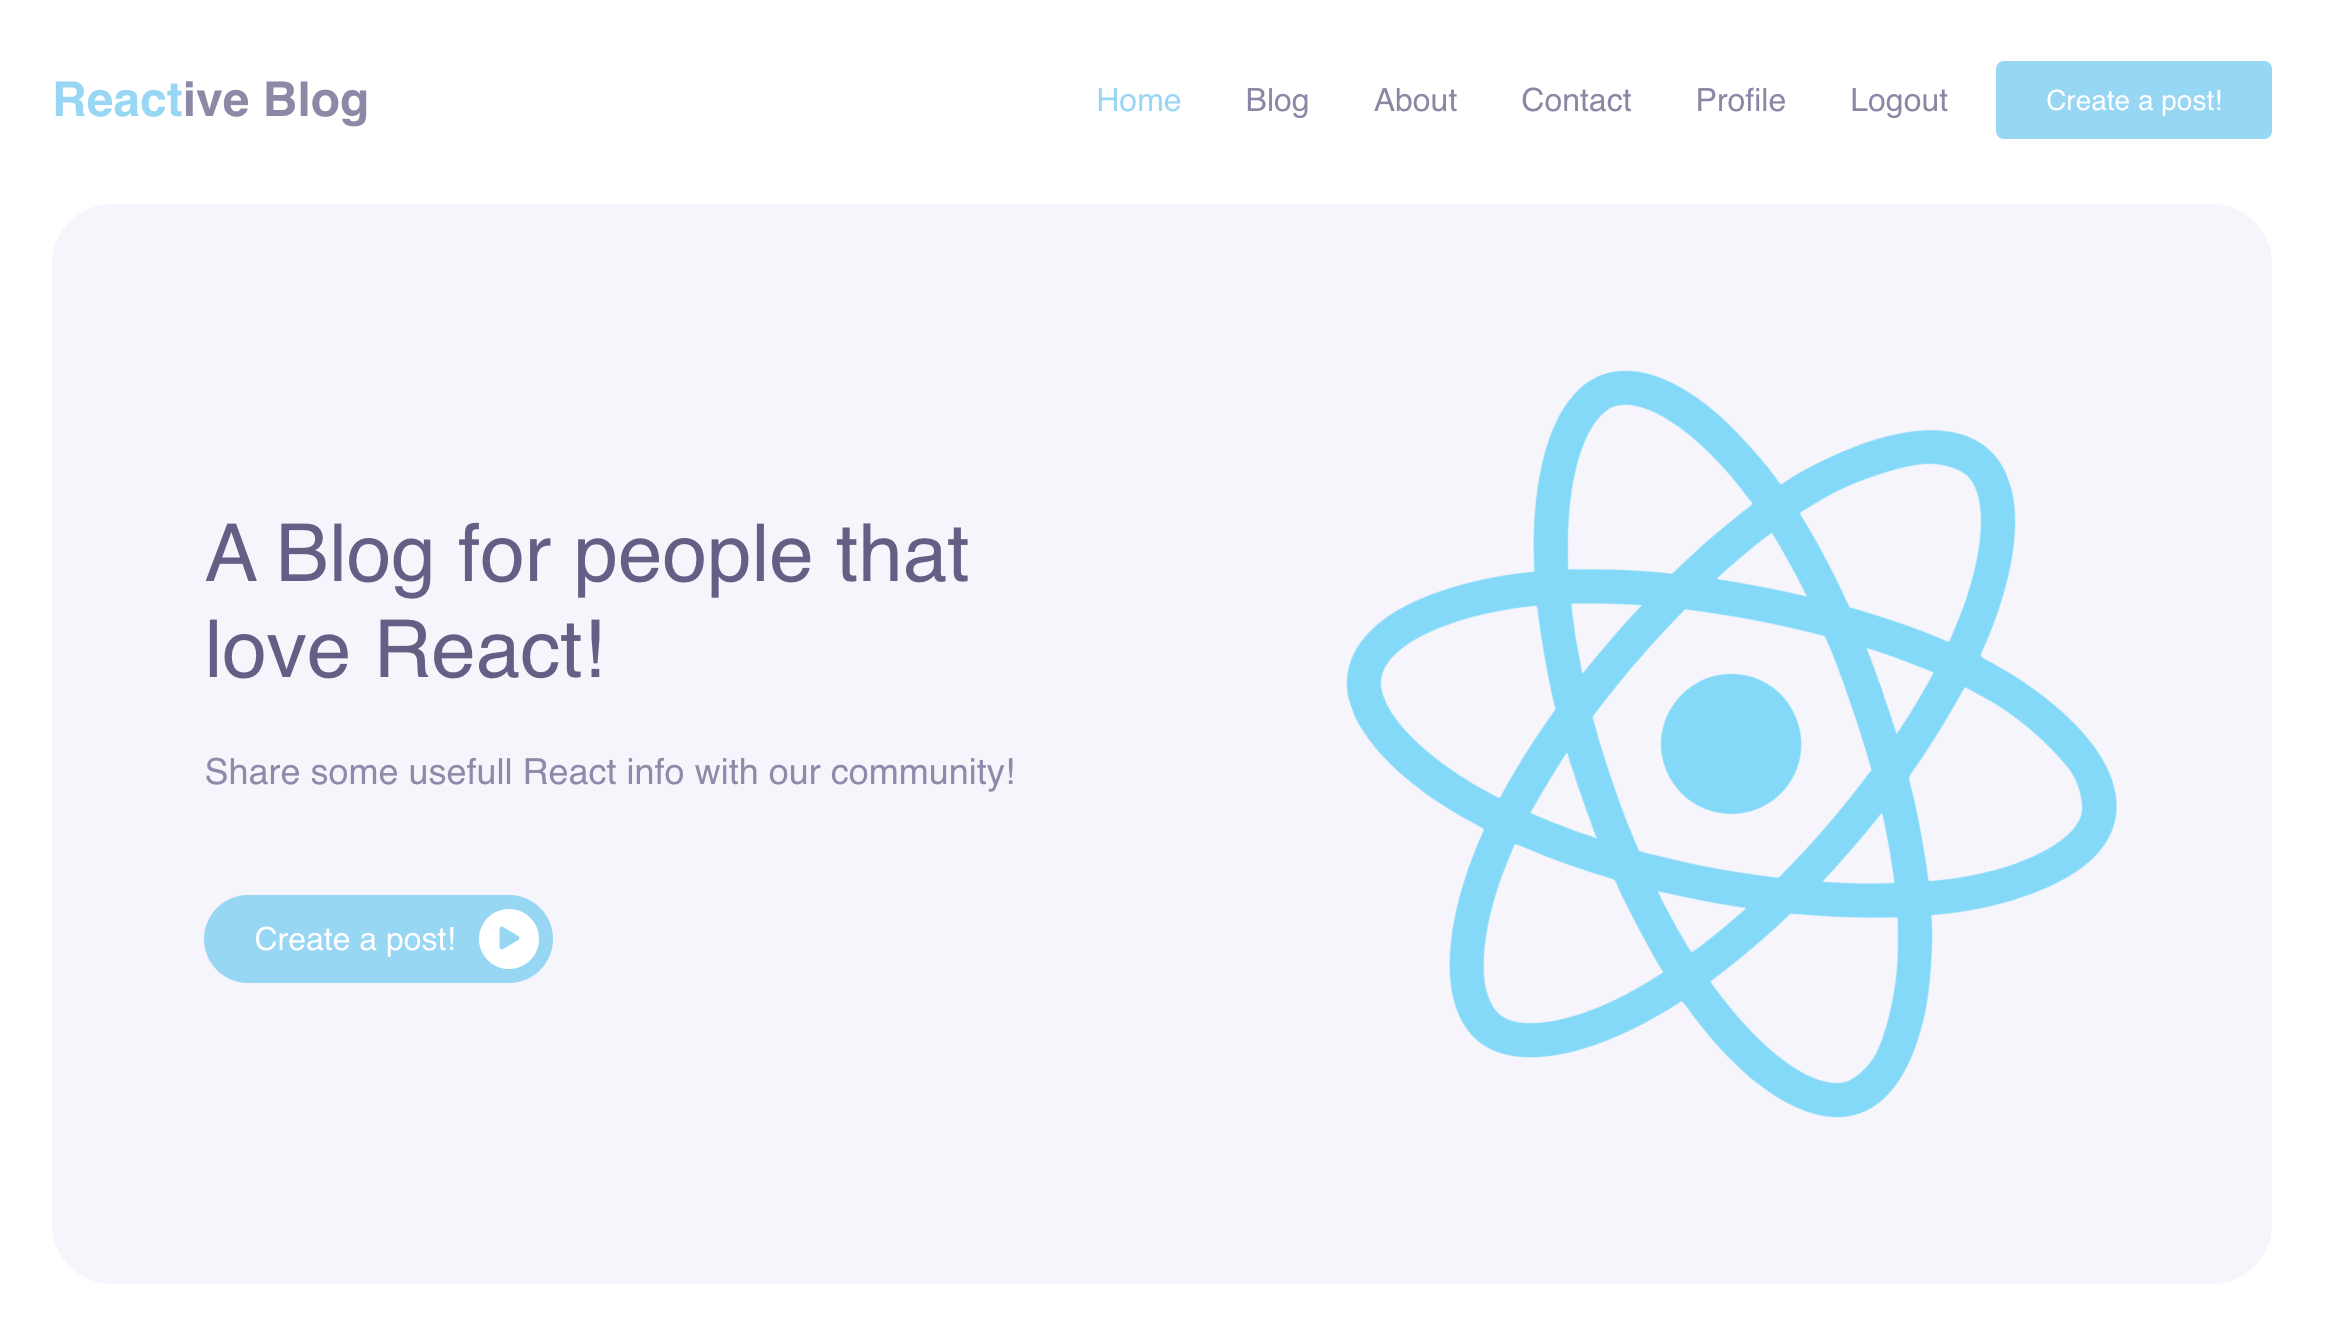 Reactive Blog
Home Blog About Contact Profile Logout Create a post!
A Blog for people that
love React!
Share some usefull React info with our community!
Create a post!